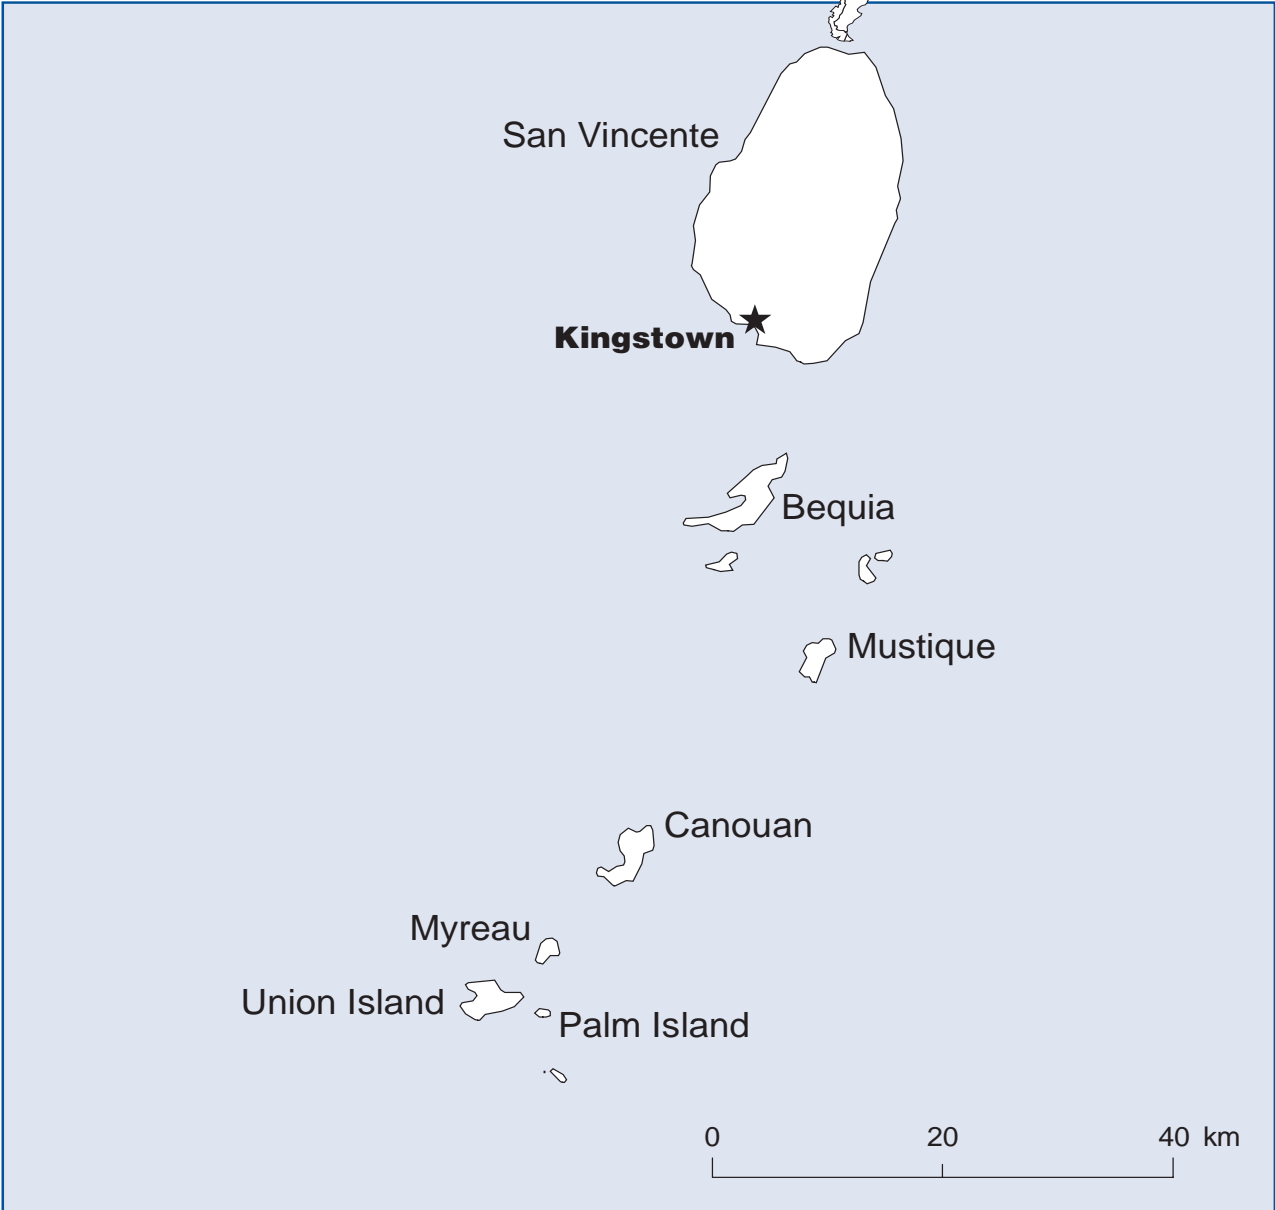 San Vincente
Kingstown
Bequia
Mustique
Canouan
Myreau
Union Island
Palm Island
0 20 40 km